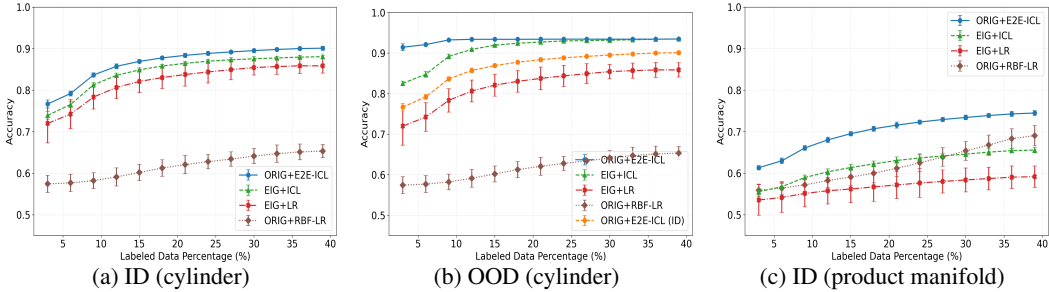 1.0
0.9
0.8
0.7
0.6
0.5
Accuracy
5
10
15
20
25
30
35
40
Labeled Data Percentage (%)
ORIG+E2E-ICL
EIG+ICL
EIG+LR
ORIG+RBF-LR
(a) ID (cylinder)
1.0
0.9
0.8
0.7
0.6
0.5
Accuracy
5
10
15
20
25
30
35
40
Labeled Data Percentage (%)
ORIG+E2E-ICL
EIG+ICL
EIG+LR
ORIG+RBF-LR
ORIG+E2E-ICL (ID)
(b) OOD (cylinder)
1.0
0.9
0.8
0.7
0.6
0.5
Accuracy
5
10
15
20
25
30
35
40
Labeled Data Percentage (%)
ORIG+E2E-ICL
EIG+ICL
EIG+LR
ORIG+RBF-LR
(c) ID (product manifold)